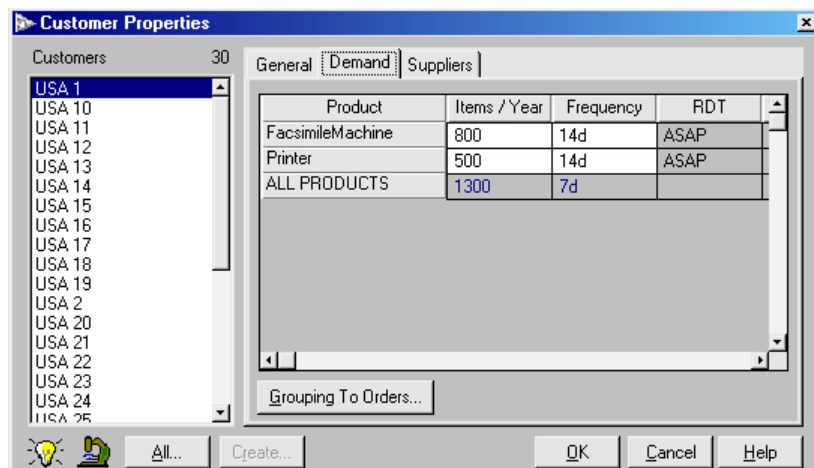 Customer Properties
Customers 30
USA 1
USA 10
USA 11
USA 12
USA 13
USA 14
USA 15
USA 16
USA 17
USA 18
USA 19
USA 2
USA 20
USA 21
USA 22
USA 23
USA 24
USA 25
General Demand Suppliers
Product Items / Year Frequency RDT
FacsimileMachine 800 14d ASAP
Printer 500 14d ASAP
ALL PRODUCTS 1300 7d
Grouping To Orders...
All... Create... OK Cancel Help